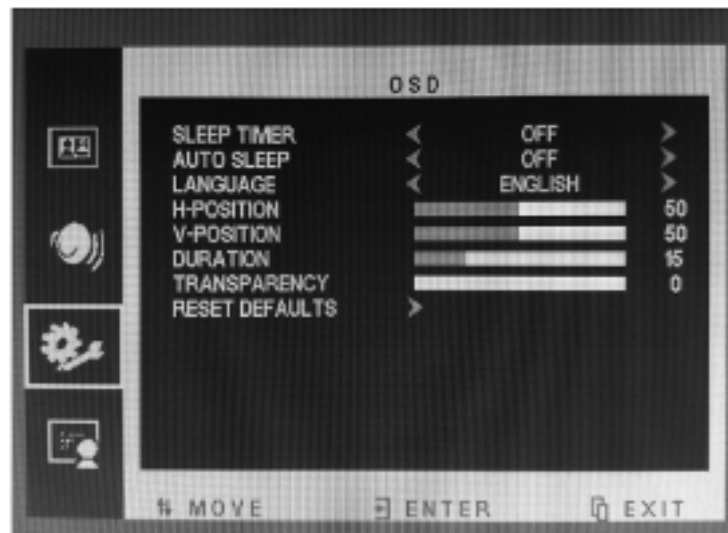 OSD
SLEEP TIMER OFF
AUTO SLEEP OFF
LANGUAGE ENGLISH
H-POSITION 50
V-POSITION 50
DURATION 15
TRANSPARENCY 0
RESET DEFAULTS
MOVE ENTER EXIT